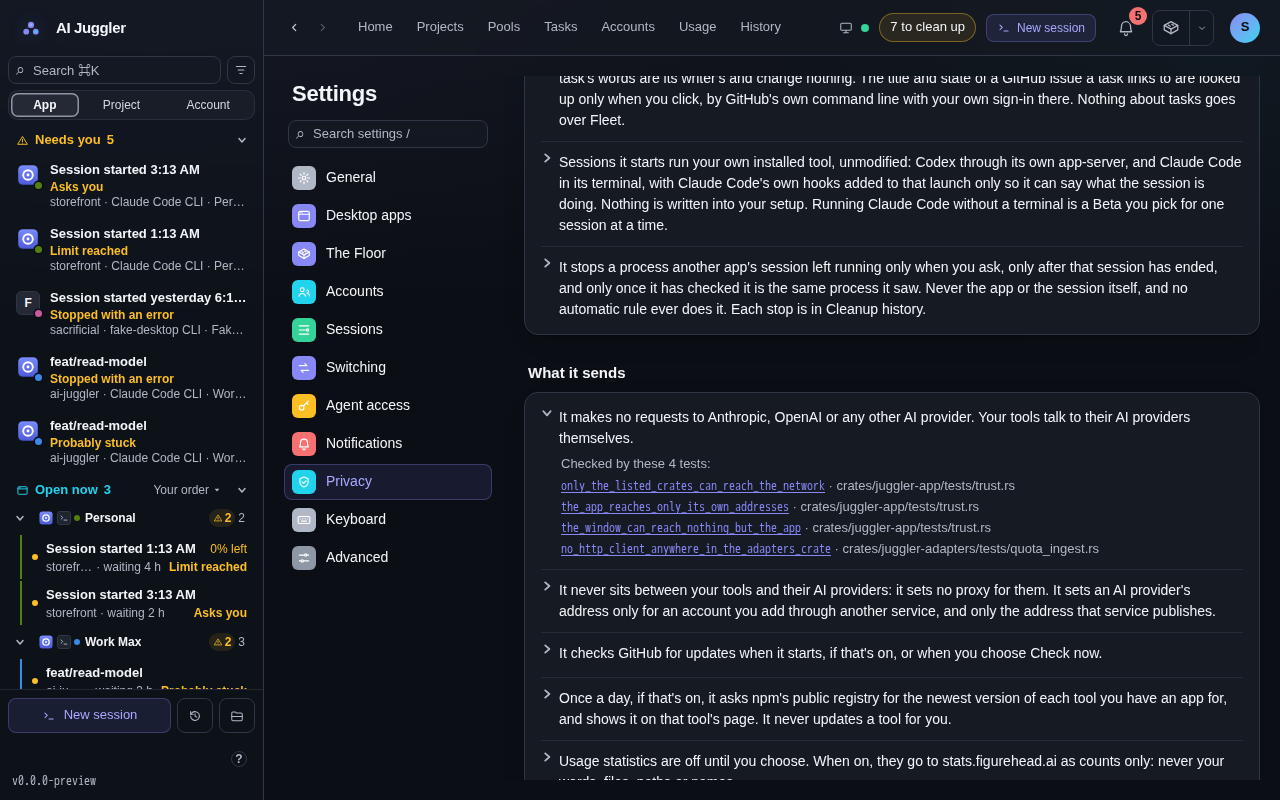 AI Juggler
Search ⌘K
App Project Account
Needs you 5
Session started 3:13 AM
Asks you
storefront · Claude Code CLI · Per…
Session started 1:13 AM
Limit reached
storefront · Claude Code CLI · Per…
F
Session started yesterday 6:1…
Stopped with an error
sacrificial · fake-desktop CLI · Fak…
feat/read-model
Stopped with an error
ai-juggler · Claude Code CLI · Wor…
feat/read-model
Probably stuck
ai-juggler · Claude Code CLI · Wor…
Open now 3 Your order
Personal 2 2
Session started 1:13 AM 0% left
storefr… · waiting 4 h Limit reached
Session started 3:13 AM
storefront · waiting 2 h Asks you
Work Max 2 3
feat/read-model
New session
?
v0.0.0-preview
Home Projects Pools Tasks Accounts Usage History
7 to clean up
New session
5
S
Settings
Search settings /
General
Desktop apps
The Floor
Accounts
Sessions
Switching
Agent access
Notifications
Privacy
Keyboard
Advanced
task's words are its writer's and change nothing. The title and state of a GitHub issue a task links to are looked
up only when you click, by GitHub's own command line with your own sign-in there. Nothing about tasks goes
over Fleet.
Sessions it starts run your own installed tool, unmodified: Codex through its own app-server, and Claude Code
in its terminal, with Claude Code's own hooks added to that launch only so it can say what the session is
doing. Nothing is written into your setup. Running Claude Code without a terminal is a Beta you pick for one
session at a time.
It stops a process another app's session left running only when you ask, only after that session has ended,
and only once it has checked it is the same process it saw. Never the app or the session itself, and no
automatic rule ever does it. Each stop is in Cleanup history.
What it sends
It makes no requests to Anthropic, OpenAI or any other AI provider. Your tools talk to their AI providers
themselves.
Checked by these 4 tests:
only_the_listed_crates_can_reach_the_network · crates/juggler-app/tests/trust.rs
the_app_reaches_only_its_own_addresses · crates/juggler-app/tests/trust.rs
the_window_can_reach_nothing_but_the_app · crates/juggler-app/tests/trust.rs
no_http_client_anywhere_in_the_adapters_crate · crates/juggler-adapters/tests/quota_ingest.rs
It never sits between your tools and their AI providers: it sets no proxy for them. It sets an AI provider's
address only for an account you add through another service, and only the address that service publishes.
It checks GitHub for updates when it starts, if that's on, or when you choose Check now.
Once a day, if that's on, it asks npm's public registry for the newest version of each tool you have an app for,
and shows it on that tool's page. It never updates a tool for you.
Usage statistics are off until you choose. When on, they go to stats.figurehead.ai as counts only: never your